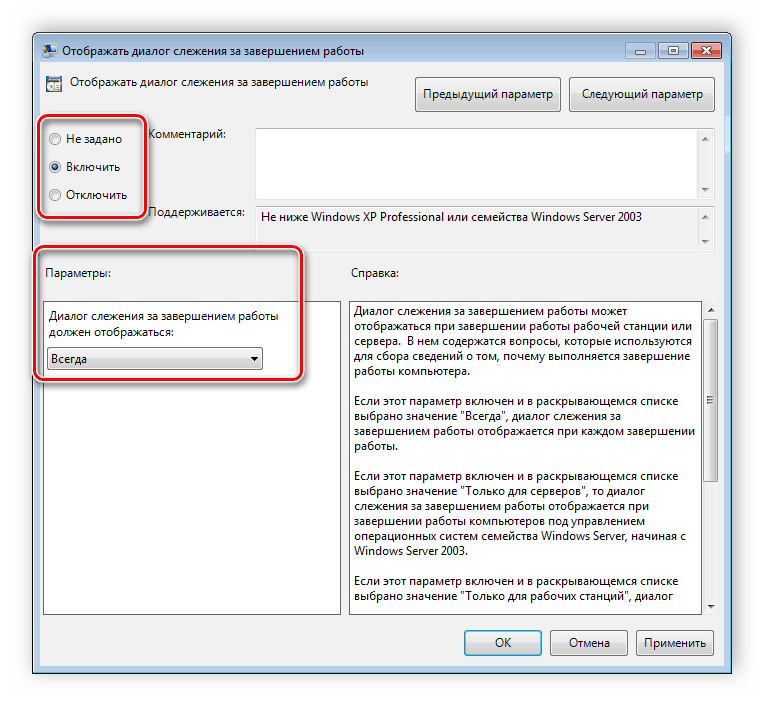 Отображать диалог слежения за завершением работы
Отображать диалог слежения за завершением работы
Предыдущий параметр
Следующий параметр
Не задано
Включить
Отключить
Комментарий:
Поддерживается:
Не ниже Windows XP Professional или семейства Windows Server 2003
Параметры:
Справка:
Диалог слежения за завершением работы
должен отображаться:
Всегда
Диалог слежения за завершением работы может
отображаться при завершении работы рабочей станции или
сервера. В нем содержатся вопросы, которые используются
для сбора сведений о том, почему выполняется завершение
работы компьютера.
Если этот параметр включен и в раскрывающемся списке
выбрано значение "Всегда", диалог слежения за
завершением работы отображается при каждом завершении
работы.
Если этот параметр включен и в раскрывающемся списке
выбрано значение "Только для серверов", то диалог
слежения за завершением работы отображается при
завершении работы компьютеров под управлением
операционных систем семейства Windows Server, начиная с
Windows Server 2003.
Если этот параметр включен и в раскрывающемся списке
выбрано значение "Только для рабочих станций", диалог
ОК
Отмена
Применить